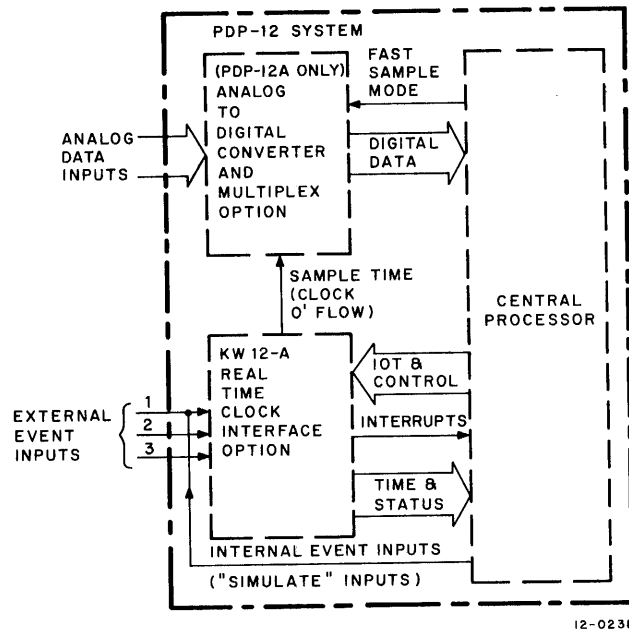 PDP-12 SYSTEM
(PDP-12A ONLY)
ANALOG
TO
DIGITAL
CONVERTER
AND
MULTIPLEX
OPTION
FAST
SAMPLE
MODE
ANALOG
DATA
INPUTS
DIGITAL
DATA
SAMPLE TIME
(CLOCK
O' FLOW)
CENTRAL
PROCESSOR
KW 12-A
REAL
TIME
CLOCK
INTERFACE
OPTION
IOT &
CONTROL
EXTERNAL
EVENT
INPUTS
1
2
3
INTERRUPTS
TIME &
STATUS
INTERNAL EVENT INPUTS
("SIMULATE" INPUTS)
12-0238